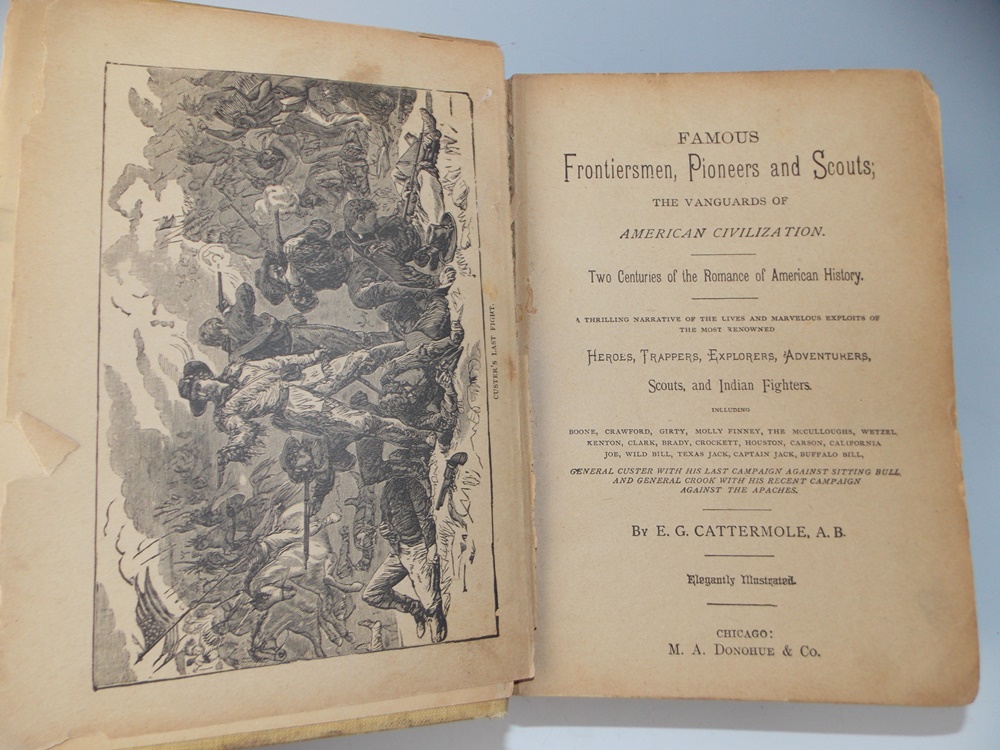 CUSTER'S LAST FIGHT.
FAMOUS
Frontiersmen, Pioneers and Scouts;
THE VANGUARDS OF
AMERICAN CIVILIZATION.
Two Centuries of the Romance of American History.
A THRILLING NARRATIVE OF THE LIVES AND MARVELOUS EXPLOITS OF
THE MOST RENOWNED
HEROES, TRAPPERS, EXPLORERS, ADVENTURERS,
Scouts, and Indian Fighters.
INCLUDING
BOONE, CRAWFORD, GIRTY, MOLLY FINNEY, THE McCULLOUGHS, WETZEL,
KENTON, CLARK, BRADY, CROCKETT, HOUSTON, CARSON, CALIFORNIA
JOE, WILD BILL, TEXAS JACK, CAPTAIN JACK, BUFFALO BILL,
GENERAL CUSTER WITH HIS LAST CAMPAIGN AGAINST SITTING BULL,
AND GENERAL CROOK WITH HIS RECENT CAMPAIGN
AGAINST THE APACHES.
BY E. G. CATTERMOLE, A. B.
Elegantly Illustrated.
CHICAGO:
M. A. DONOHUE & CO.